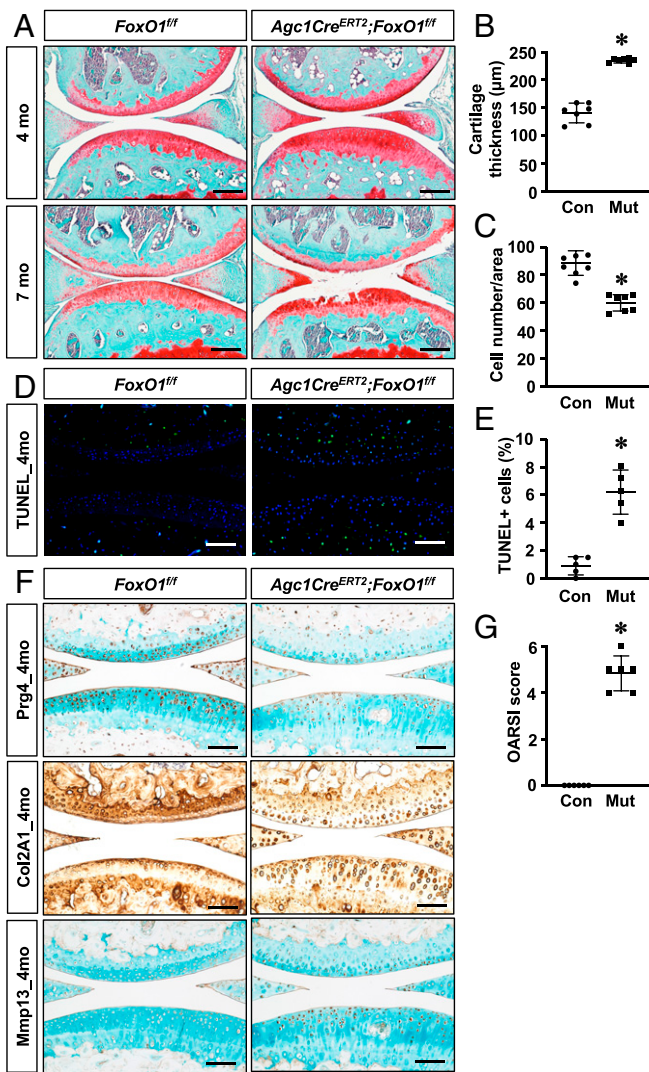 A
FoxO1f/f
Agc1CreERT2;FoxO1f/f
4 mo
7 mo
B
Cartilage
thickness (µm)
250
200
150
100
50
0
*
Con
Mut
C
Cell number/area
100
80
60
40
20
0
*
Con
Mut
D
FoxO1f/f
Agc1CreERT2;FoxO1f/f
TUNEL_4mo
E
TUNEL+ cells (%)
10
8
6
4
2
0
*
Con
Mut
F
FoxO1f/f
Agc1CreERT2;FoxO1f/f
Prg4_4mo
Col2A1_4mo
Mmp13_4mo
G
OARSI score
6
4
2
0
*
Con
Mut